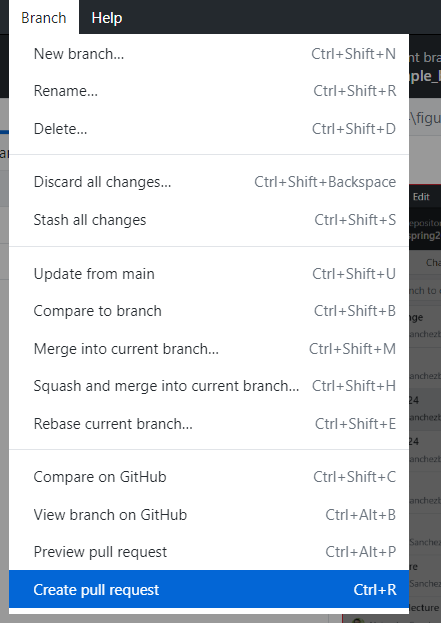 Branch Help
New branch... Ctrl+Shift+N
Rename... Ctrl+Shift+R
Delete... Ctrl+Shift+D
Discard all changes... Ctrl+Shift+Backspace
Stash all changes Ctrl+Shift+S
Update from main Ctrl+Shift+U
Compare to branch Ctrl+Shift+B
Merge into current branch... Ctrl+Shift+M
Squash and merge into current branch... Ctrl+Shift+H
Rebase current branch... Ctrl+Shift+E
Compare on GitHub Ctrl+Shift+C
View branch on GitHub Ctrl+Alt+B
Preview pull request Ctrl+Alt+P
Create pull request Ctrl+R
Edit